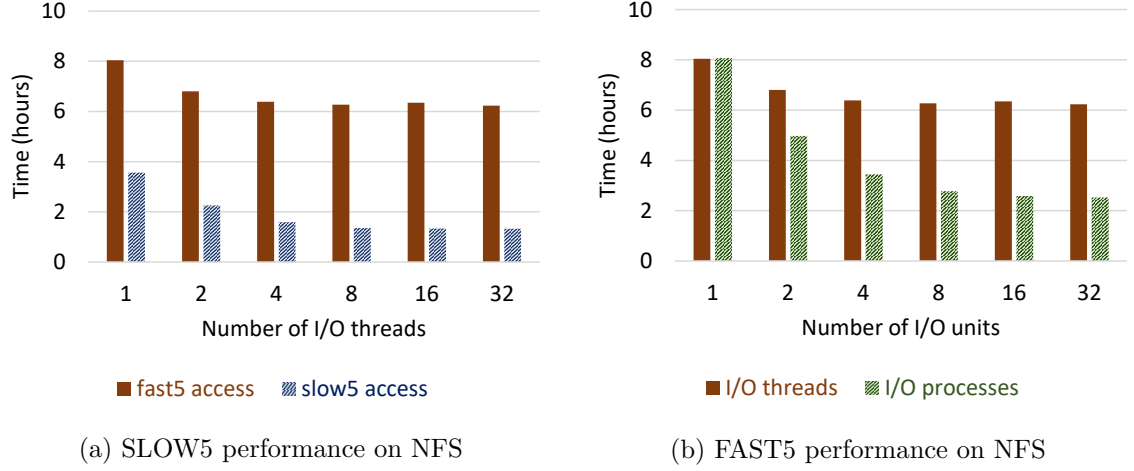 10
8
6
4
2
0
Time (hours)
1 2 4 8 16 32
Number of I/O threads
fast5 access slow5 access
(a) SLOW5 performance on NFS
10
8
6
4
2
0
Time (hours)
1 2 4 8 16 32
Number of I/O units
I/O threads I/O processes
(b) FAST5 performance on NFS